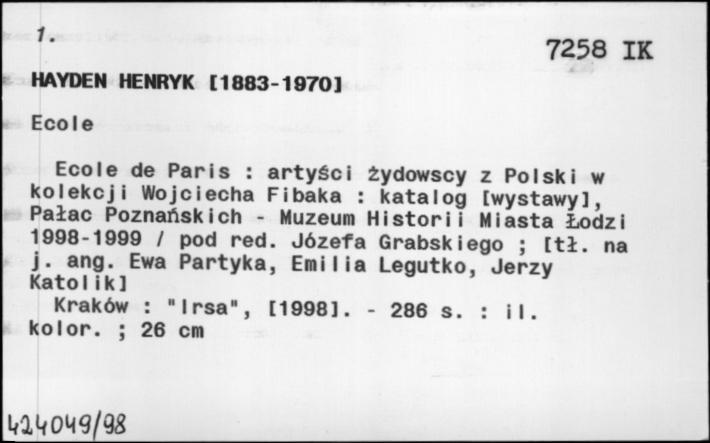 1.
7258 IK
HAYDEN HENRYK [1883-1970]
Ecole
Ecole de Paris : artyści żydowscy z Polski w
kolekcji Wojciecha Fibaka : katalog [wystawy],
Pałac Poznańskich - Muzeum Historii Miasta Łodzi
1998-1999 / pod red. Józefa Grabskiego ; [tł. na
j. ang. Ewa Partyka, Emilia Legutko, Jerzy
Katolik]
Kraków : "Irsa", [1998]. - 286 s. : il.
kolor. ; 26 cm
424049/98